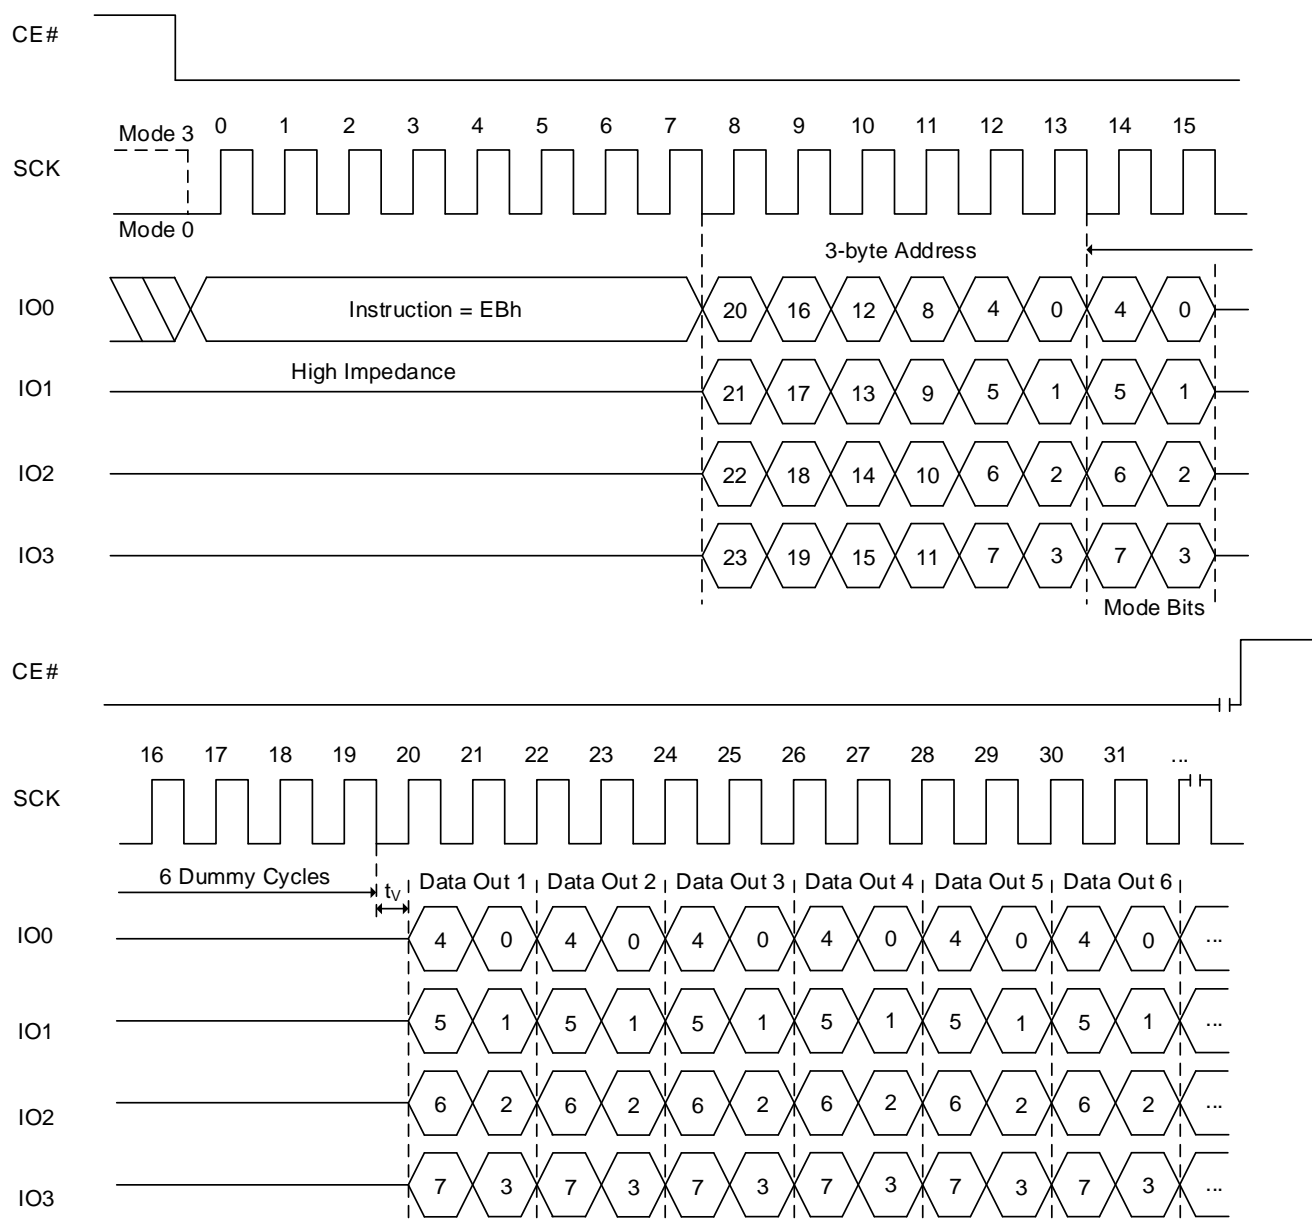 CE#
Mode 3 0 1 2 3 4 5 6 7 8 9 10 11 12 13 14 15
SCK
Mode 0
3-byte Address
IO0 Instruction = EBh 20 16 12 8 4 0 4 0
High Impedance
IO1 21 17 13 9 5 1 5 1
IO2 22 18 14 10 6 2 6 2
IO3 23 19 15 11 7 3 7 3
Mode Bits
CE#
16 17 18 19 20 21 22 23 24 25 26 27 28 29 30 31 ...
SCK
6 Dummy Cycles tV Data Out 1 Data Out 2 Data Out 3 Data Out 4 Data Out 5 Data Out 6
IO0 4 0 4 0 4 0 4 0 4 0 4 0 ...
IO1 5 1 5 1 5 1 5 1 5 1 5 1 ...
IO2 6 2 6 2 6 2 6 2 6 2 6 2 ...
IO3 7 3 7 3 7 3 7 3 7 3 7 3 ...